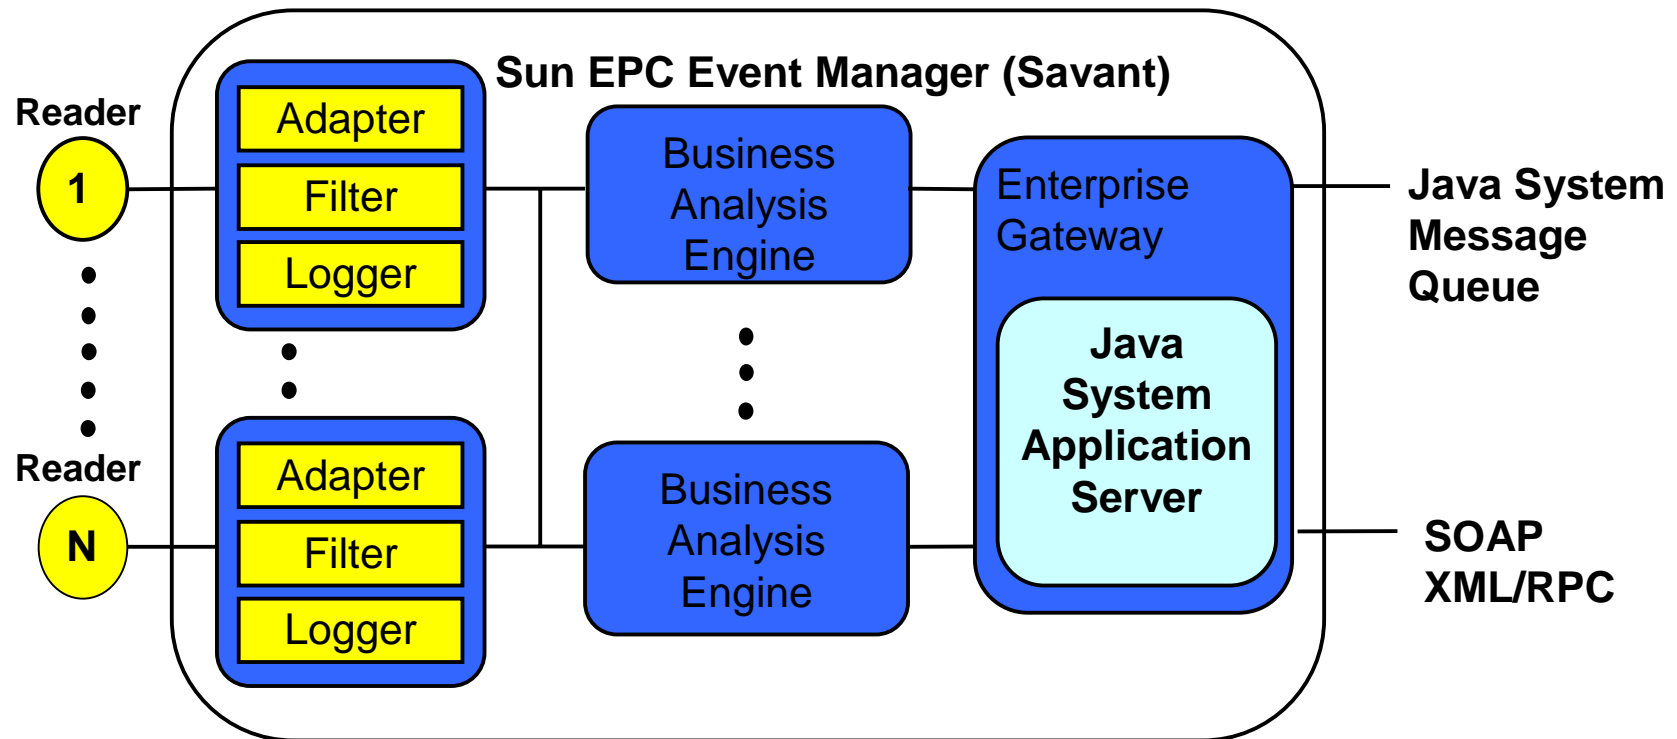 Sun EPC Event Manager (Savant)
Reader
1
Adapter
Filter
Logger
Business
Analysis
Engine
Enterprise
Gateway
Java
System
Application
Server
Java System
Message
Queue
Reader
N
Adapter
Filter
Logger
Business
Analysis
Engine
SOAP
XML/RPC